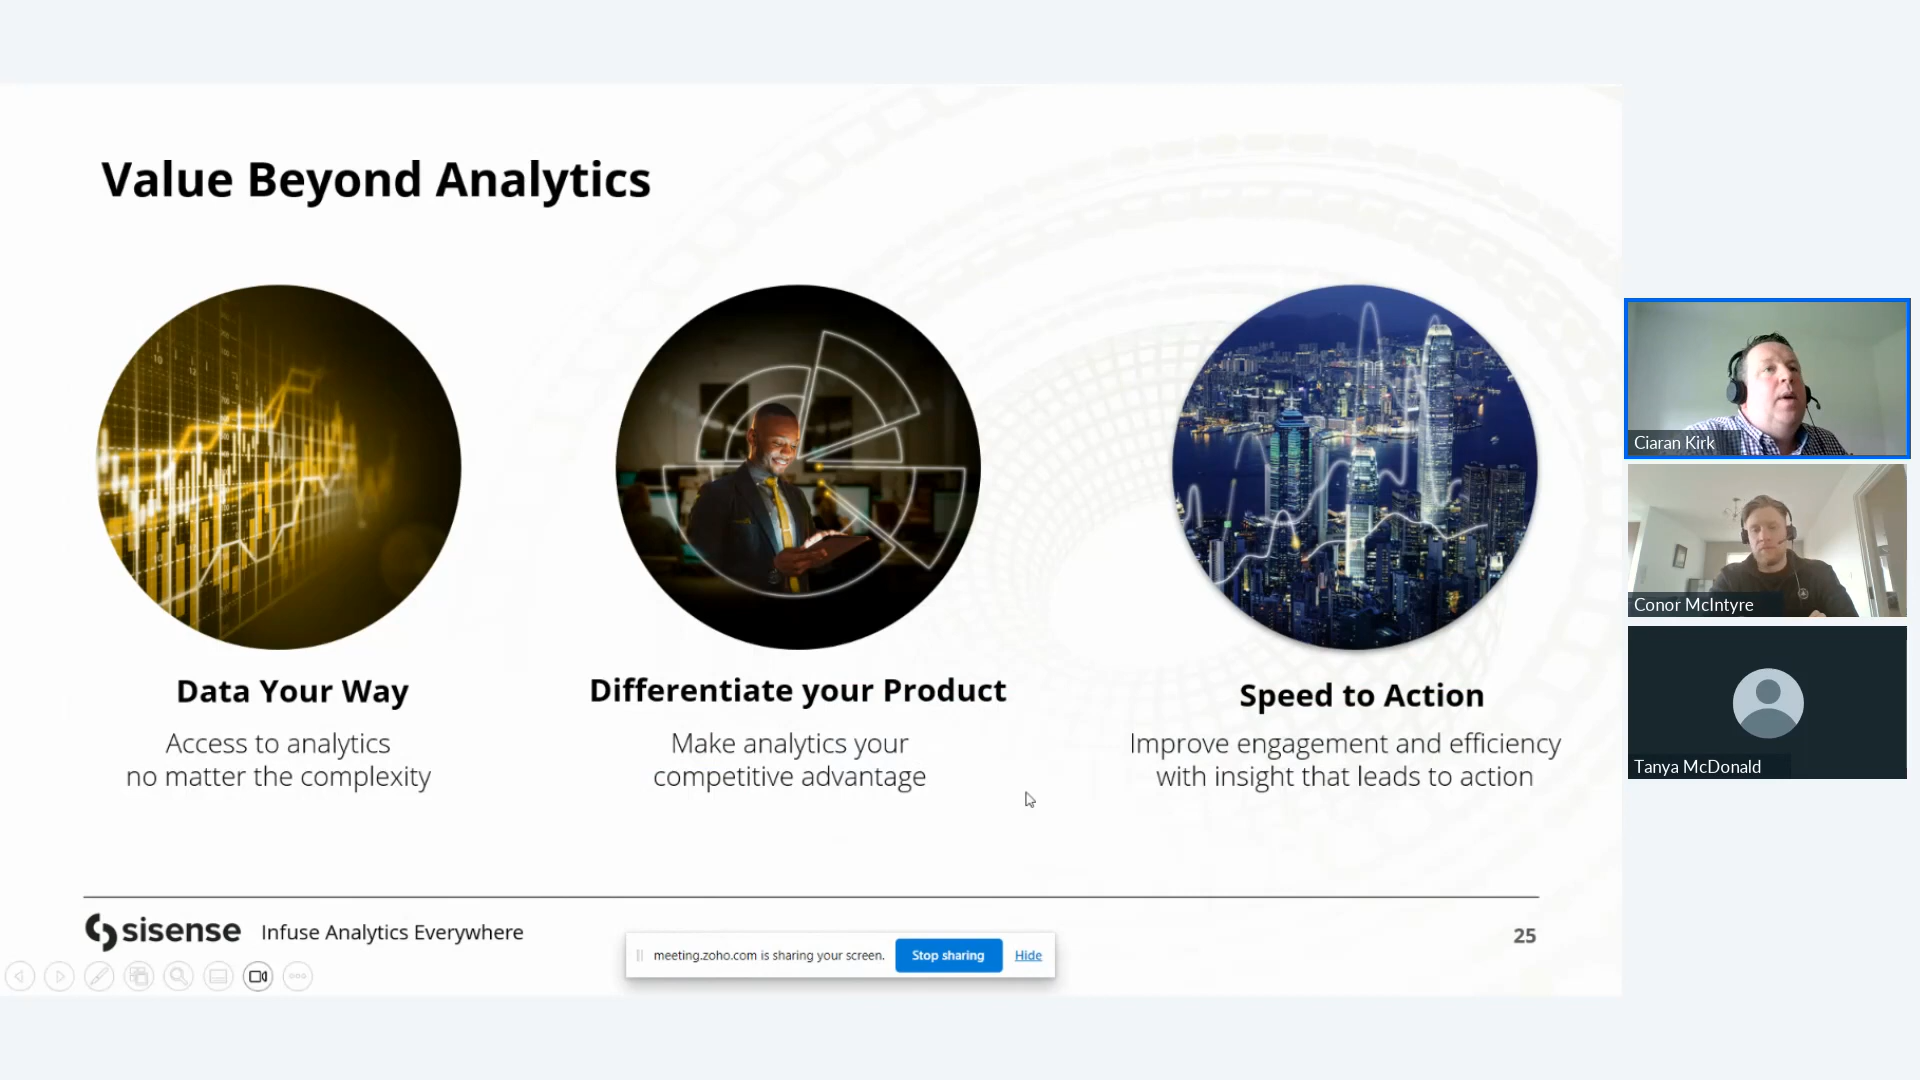 Value Beyond Analytics
Data Your Way
Access to analytics
no matter the complexity
Differentiate your Product
Make analytics your
competitive advantage
Speed to Action
Improve engagement and efficiency
with insight that leads to action
sisense Infuse Analytics Everywhere
25
meeting.zoho.com is sharing your screen. Stop sharing Hide
Ciaran Kirk
Conor McIntyre
Tanya McDonald